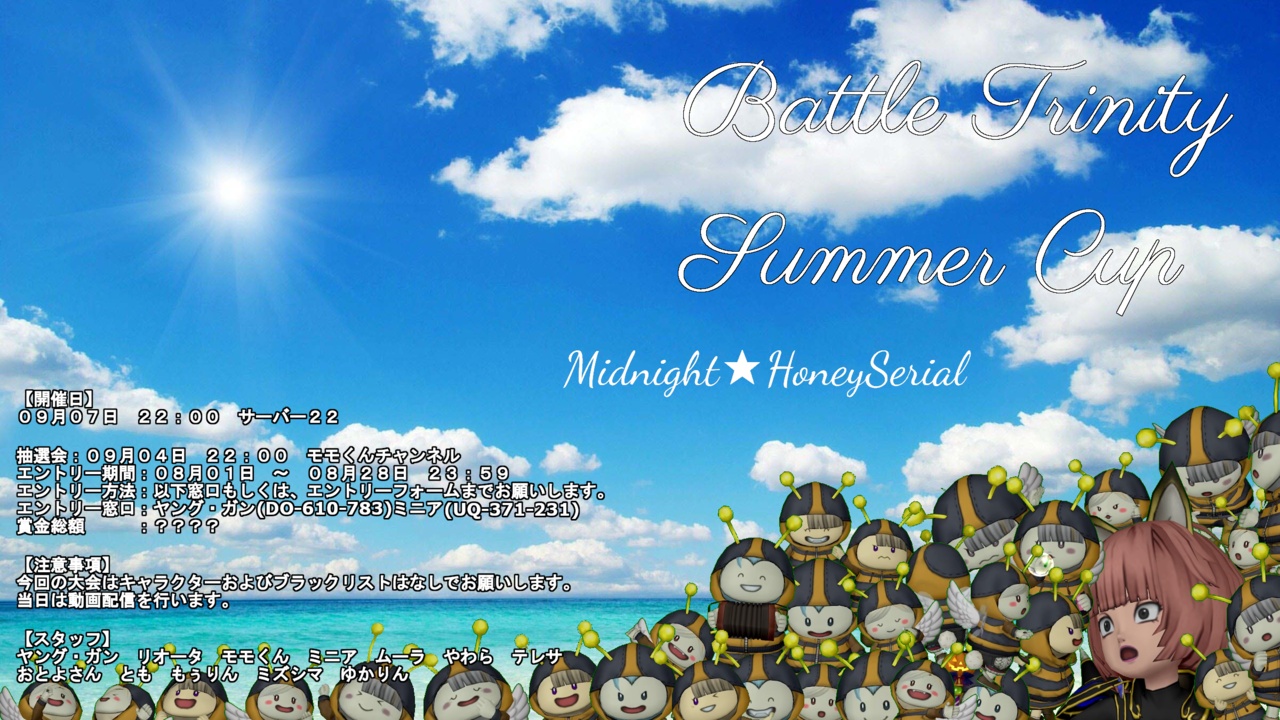 Battle Trinity
Summer Cup
Midnight★HoneySerial
【開催日】
０９月０７日　２２：００　サーバー２２
抽選会：０９月０４日　２２：００　モモくんチャンネル
エントリー期間：０８月０１日　～　０８月２８日　２３：５９
エントリー方法：以下窓口もしくは、エントリーフォームまでお願いします。
エントリー窓口：ヤング・ガン(DO-610-783)ミニア(UQ-371-231)
賞金総額　　　：？？？？
【注意事項】
今回の大会はキャラクターおよびブラックリストはなしでお願いします。
当日は動画配信を行います。
【スタッフ】
ヤング・ガン　リオータ　モモくん　ミニア　ムーラ　やわら　テレサ
おとよさん　とも　もぅりん　ミズシマ　ゆかりん